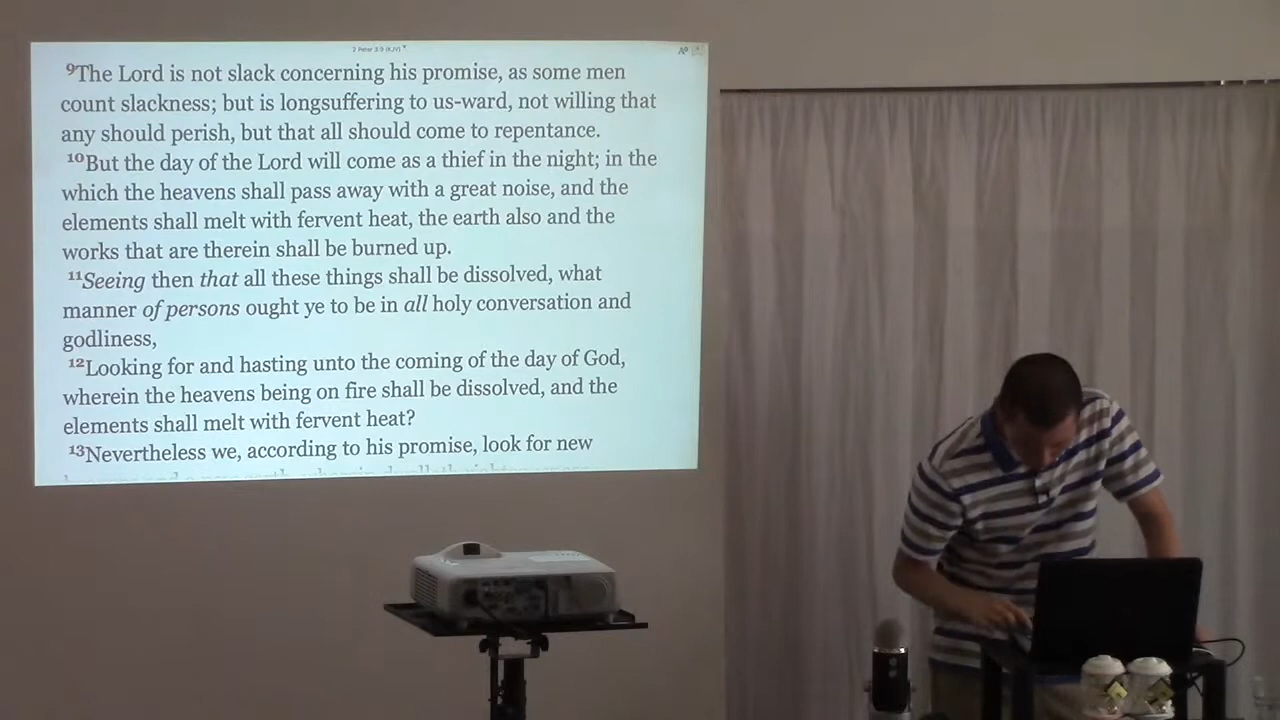 2 Peter 3:9 (KJV)
9The Lord is not slack concerning his promise, as some men
count slackness; but is longsuffering to us-ward, not willing that
any should perish, but that all should come to repentance.
10But the day of the Lord will come as a thief in the night; in the
which the heavens shall pass away with a great noise, and the
elements shall melt with fervent heat, the earth also and the
works that are therein shall be burned up.
11Seeing then that all these things shall be dissolved, what
manner of persons ought ye to be in all holy conversation and
godliness,
12Looking for and hasting unto the coming of the day of God,
wherein the heavens being on fire shall be dissolved, and the
elements shall melt with fervent heat?
13Nevertheless we, according to his promise, look for new